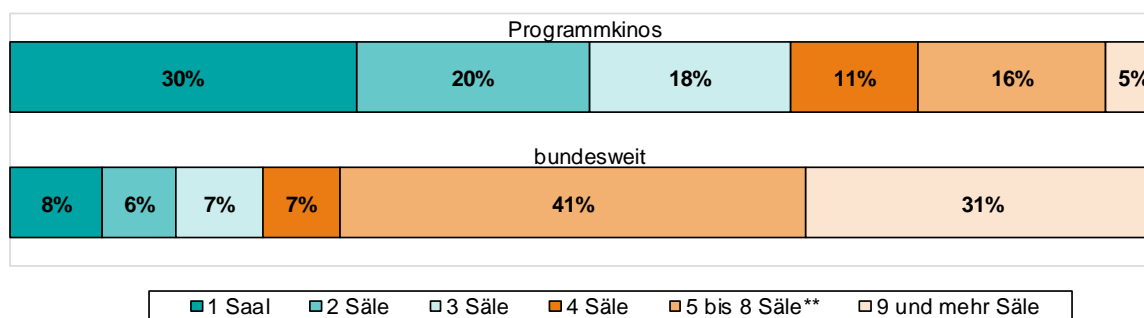 Programmkinos
30% 20% 18% 11% 16% 5%
bundesweit
8% 6% 7% 7% 41% 31%
1 Saal 2 Säle 3 Säle 4 Säle 5 bis 8 Säle** 9 und mehr Säle